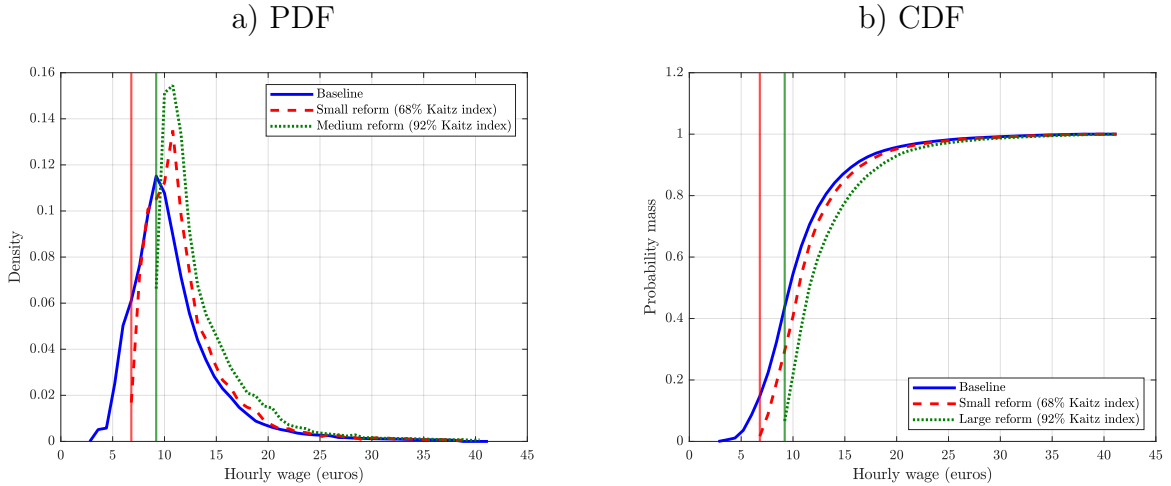 a) PDF
0.16
0.14
0.12
0.1
0.08
0.06
0.04
0.02
0
Density
0 5 10 15 20 25 30 35 40 45
Hourly wage (euros)
Baseline
Small reform (68% Kaitz index)
Medium reform (92% Kaitz index)
b) CDF
1.2
1
0.8
0.6
0.4
0.2
0
Probability mass
0 5 10 15 20 25 30 35 40 45
Hourly wage (euros)
Baseline
Small reform (68% Kaitz index)
Large reform (92% Kaitz index)